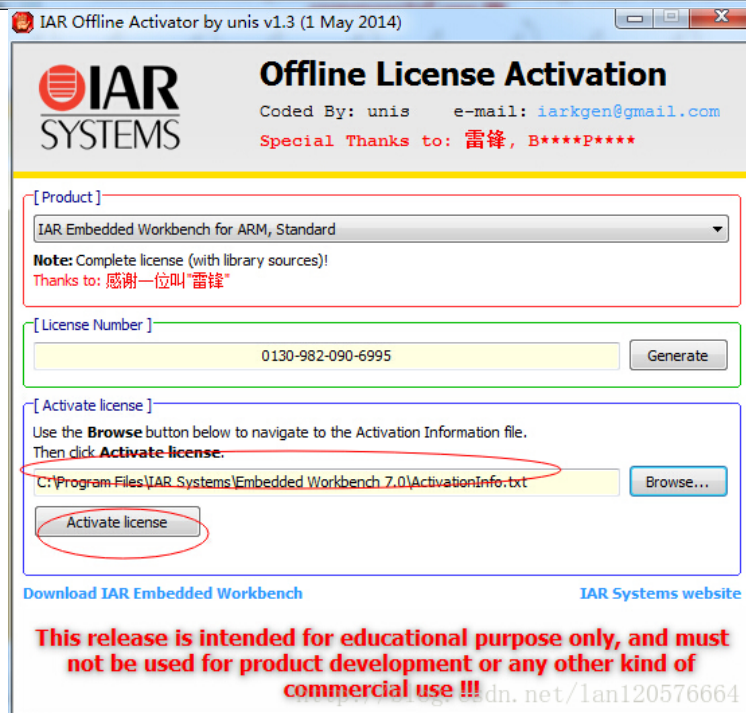 IAR Offline Activator by unis v1.3 (1 May 2014)
IAR
SYSTEMS
Offline License Activation
Coded By: unis e-mail: iarkgen@gmail.com
Special Thanks to: 雷锋, B****P****
[ Product ]
IAR Embedded Workbench for ARM, Standard
Note: Complete license (with library sources)!
Thanks to: 感谢一位叫"雷锋"
[ License Number ]
0130-982-090-6995
Generate
[ Activate license ]
Use the Browse button below to navigate to the Activation Information file.
Then click Activate license.
C:\Program Files\IAR Systems\Embedded Workbench 7.0\ActivationInfo.txt
Browse...
Activate license
Download IAR Embedded Workbench
IAR Systems website
This release is intended for educational purpose only, and must
not be used for product development or any other kind of
commercial use !!!
http://blog.csdn.net/lan120576664